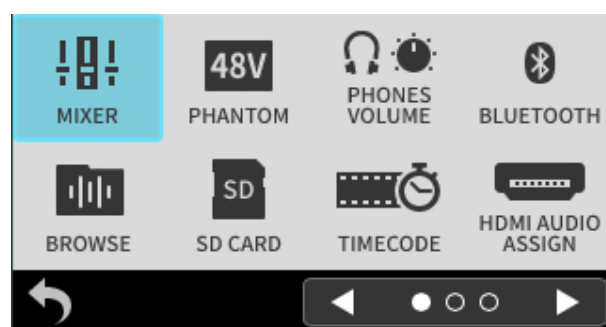 48V
MIXER
PHANTOM
PHONES
VOLUME
BLUETOOTH
SD
BROWSE
SD CARD
TIMECODE
HDMI AUDIO
ASSIGN